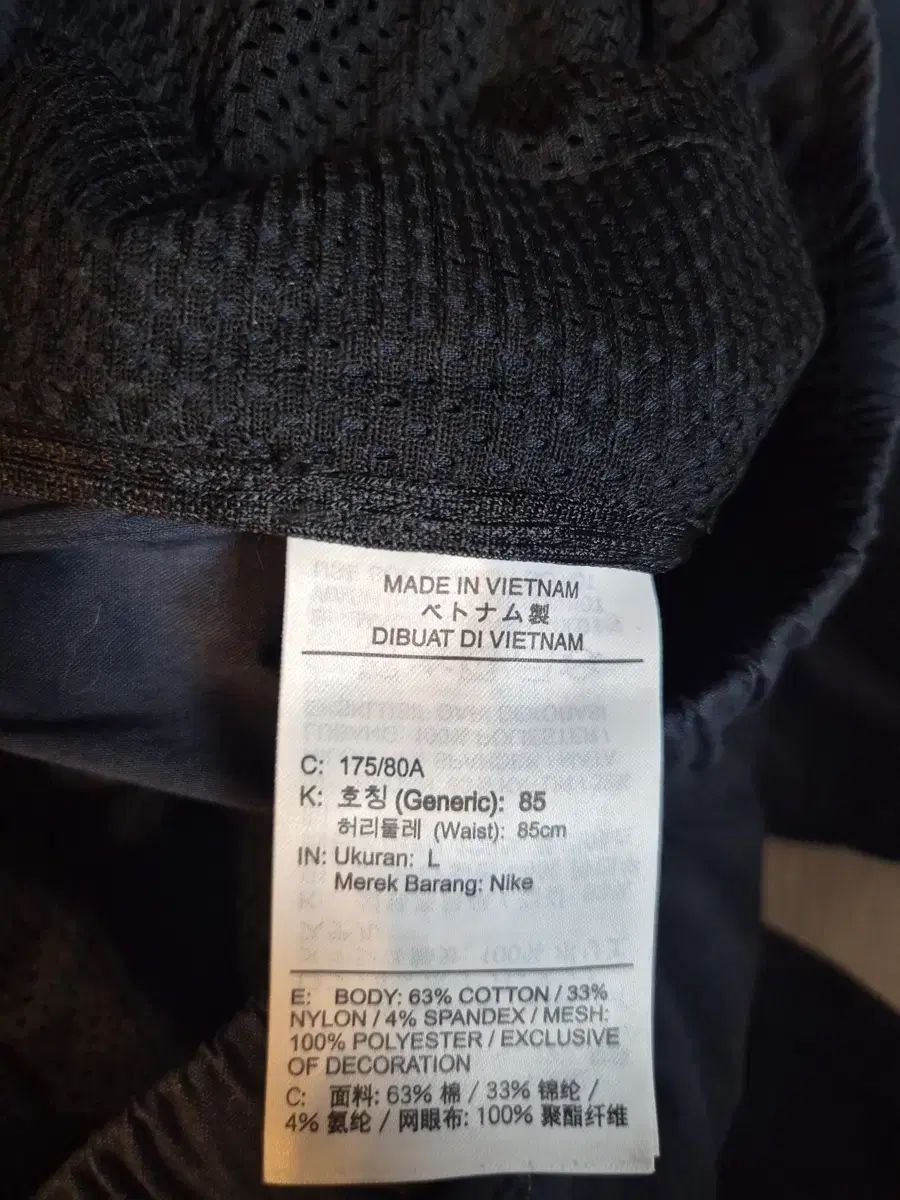 MADE IN VIETNAM
ベトナム製
DIBUAT DI VIETNAM
C: 175/80A
K: 호칭 (Generic): 85
허리둘레 (Waist): 85cm
IN: Ukuran: L
Merek Barang: Nike
E: BODY: 63% COTTON / 33%
NYLON / 4% SPANDEX / MESH:
100% POLYESTER / EXCLUSIVE
OF DECORATION
C: 面料: 63% 棉 / 33% 锦纶 /
4% 氨纶 / 网眼布: 100% 聚酯纤维